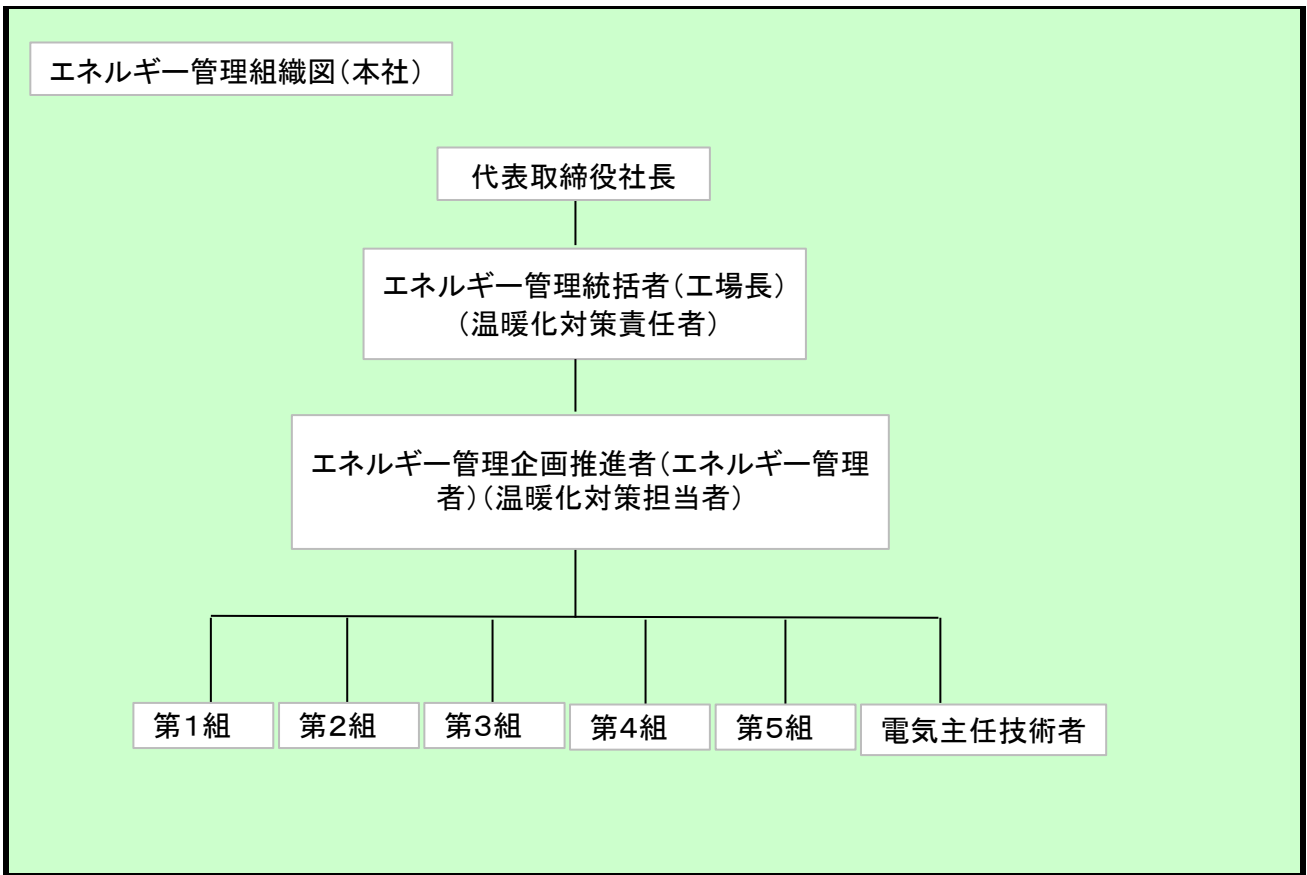 エネルギー管理組織図(本社)
代表取締役社長
エネルギー管理統括者(工場長)
(温暖化対策責任者)
エネルギー管理企画推進者(エネルギー管理
者)(温暖化対策担当者)
第1組
第2組
第3組
第4組
第5組
電気主任技術者